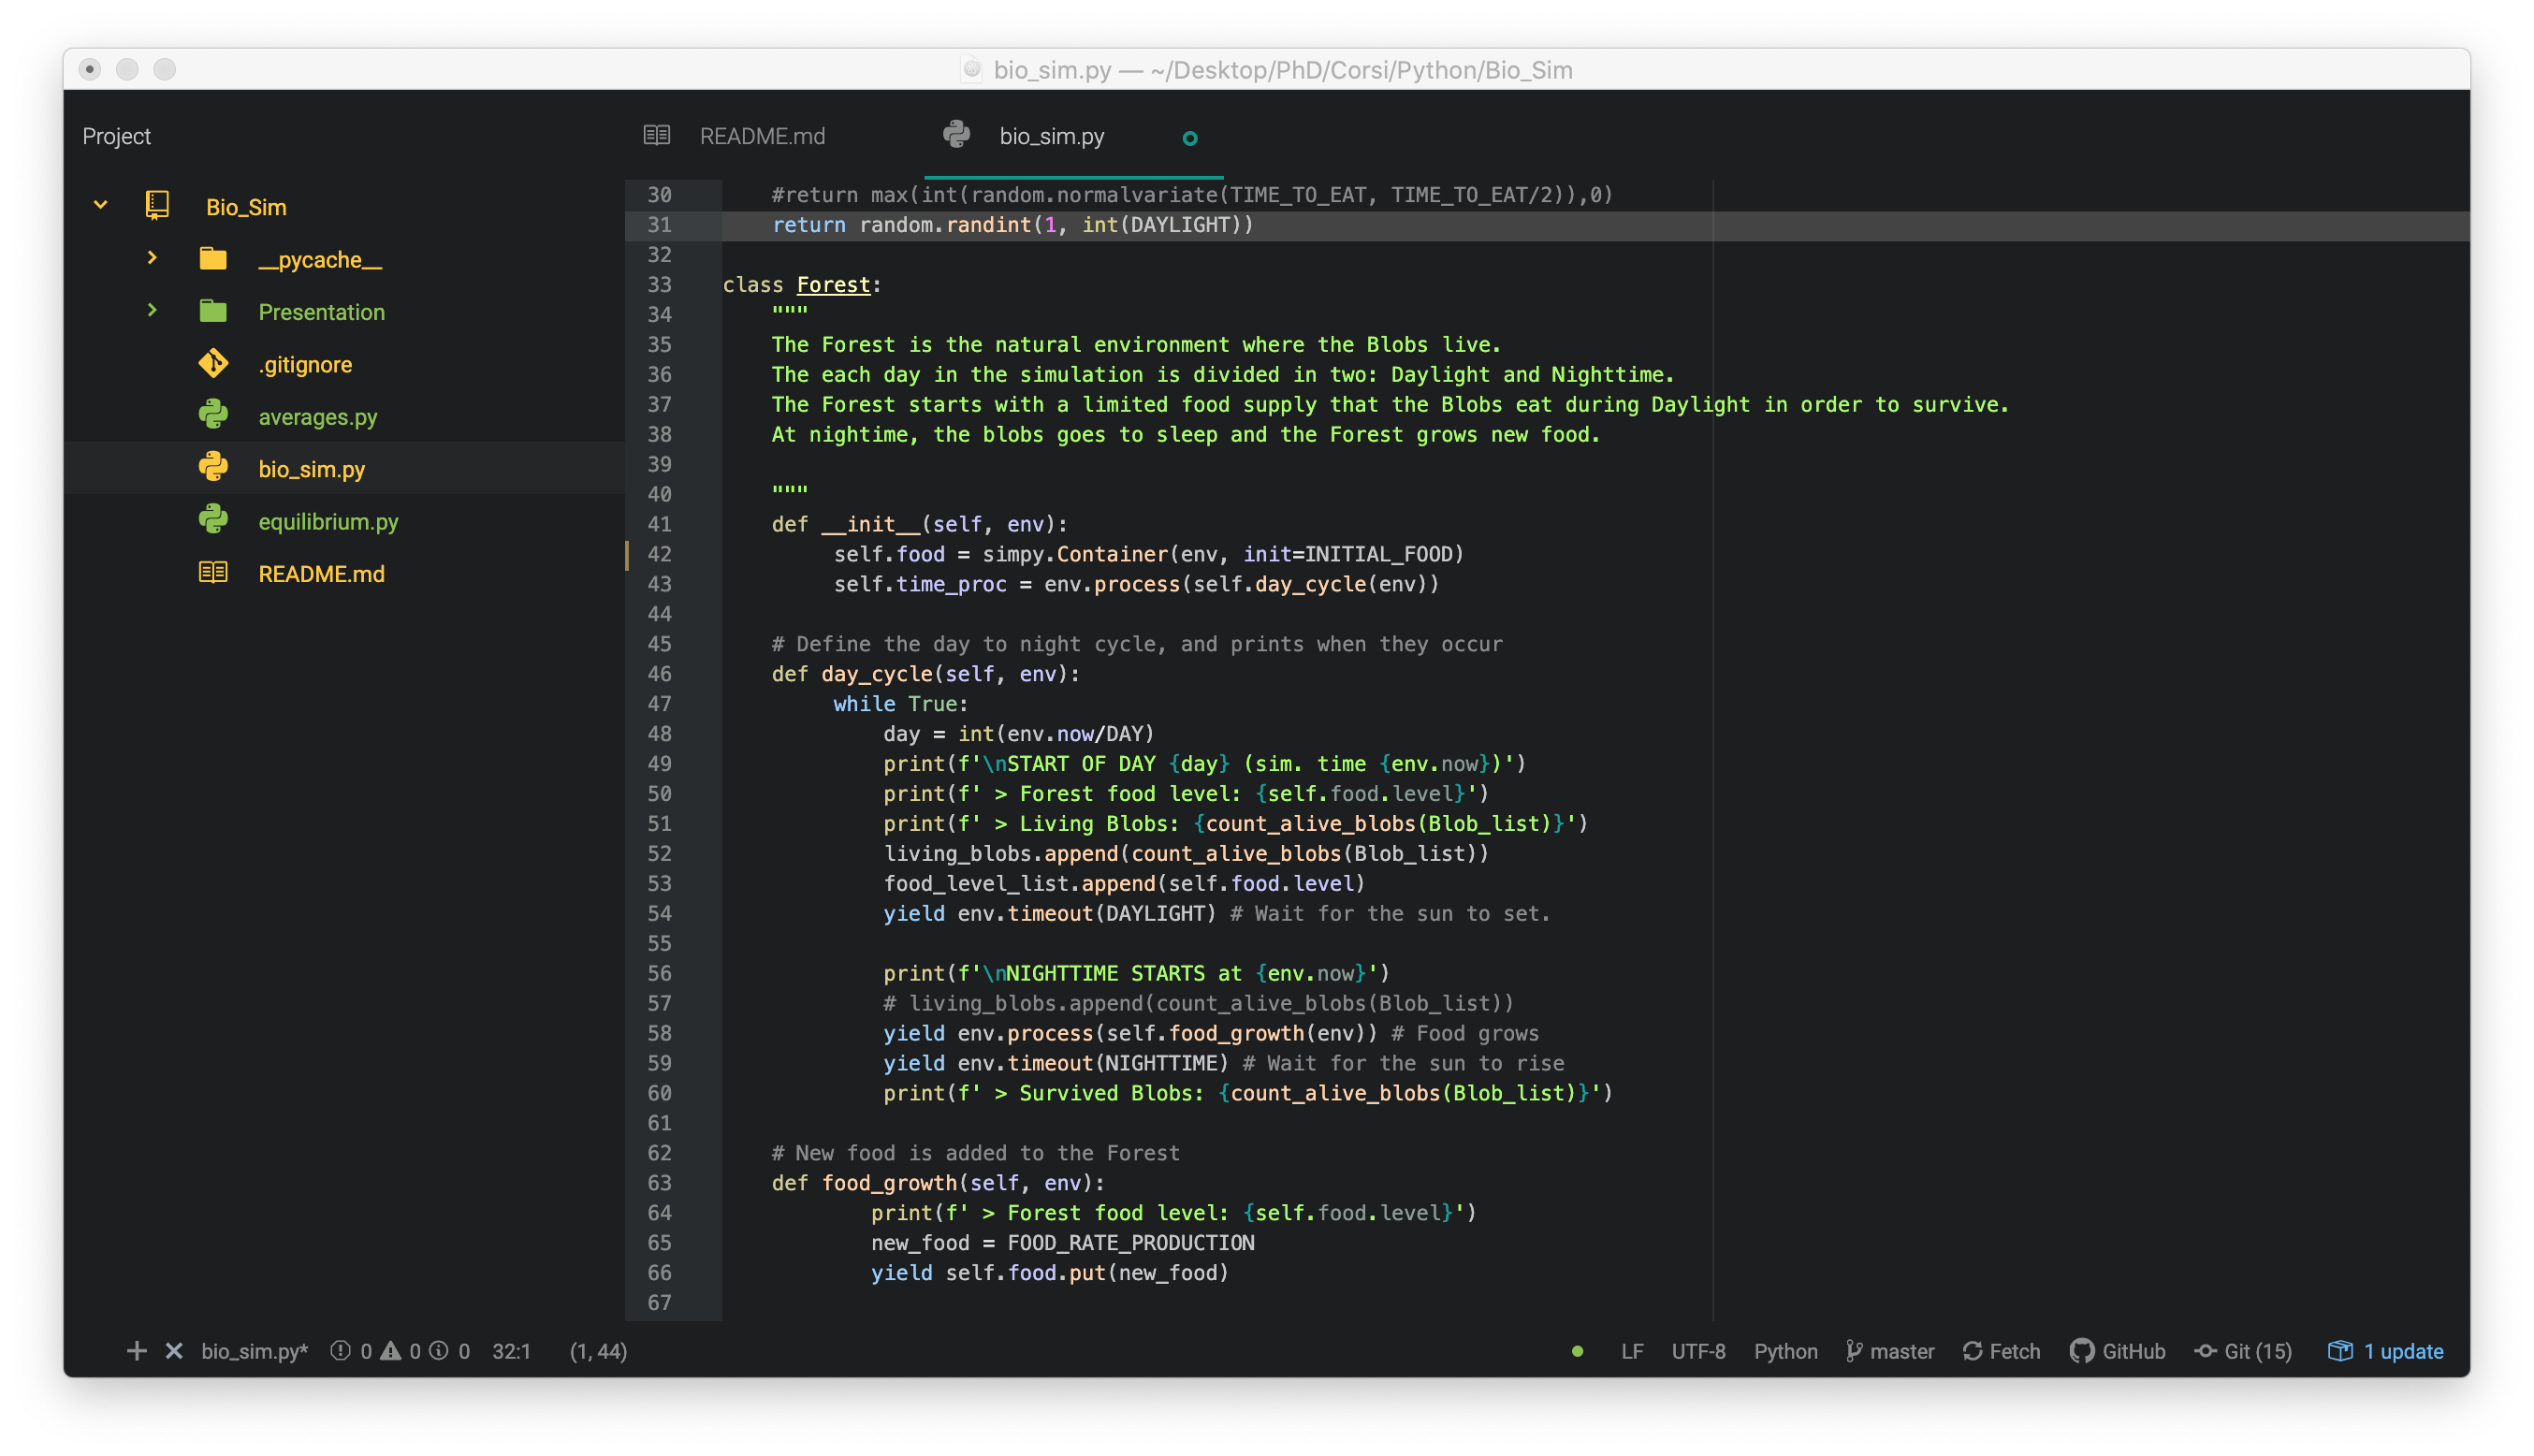 bio_sim.py — ~/Desktop/PhD/Corsi/Python/Bio_Sim
Project
Bio_Sim
__pycache__
Presentation
.gitignore
averages.py
bio_sim.py
equilibrium.py
README.md
README.md
bio_sim.py
30     #return max(int(random.normalvariate(TIME_TO_EAT, TIME_TO_EAT/2)),0)
31     return random.randint(1, int(DAYLIGHT))
32
33 class Forest:
34     """
35     The Forest is the natural environment where the Blobs live.
36     The each day in the simulation is divided in two: Daylight and Nighttime.
37     The Forest starts with a limited food supply that the Blobs eat during Daylight in order to survive.
38     At nightime, the blobs goes to sleep and the Forest grows new food.
39
40     """
41     def __init__(self, env):
42          self.food = simpy.Container(env, init=INITIAL_FOOD)
43          self.time_proc = env.process(self.day_cycle(env))
44
45     # Define the day to night cycle, and prints when they occur
46     def day_cycle(self, env):
47          while True:
48              day = int(env.now/DAY)
49              print(f'\nSTART OF DAY {day} (sim. time {env.now})')
50              print(f' > Forest food level: {self.food.level}')
51              print(f' > Living Blobs: {count_alive_blobs(Blob_list)}')
52              living_blobs.append(count_alive_blobs(Blob_list))
53              food_level_list.append(self.food.level)
54              yield env.timeout(DAYLIGHT) # Wait for the sun to set.
55
56              print(f'\nNIGHTTIME STARTS at {env.now}')
57              # living_blobs.append(count_alive_blobs(Blob_list))
58              yield env.process(self.food_growth(env)) # Food grows
59              yield env.timeout(NIGHTTIME) # Wait for the sun to rise
60              print(f' > Survived Blobs: {count_alive_blobs(Blob_list)}')
61
62     # New food is added to the Forest
63     def food_growth(self, env):
64             print(f' > Forest food level: {self.food.level}')
65             new_food = FOOD_RATE_PRODUCTION
66             yield self.food.put(new_food)
67
bio_sim.py* 0 0 0 32:1 (1, 44) LF UTF-8 Python master Fetch GitHub Git (15) 1 update